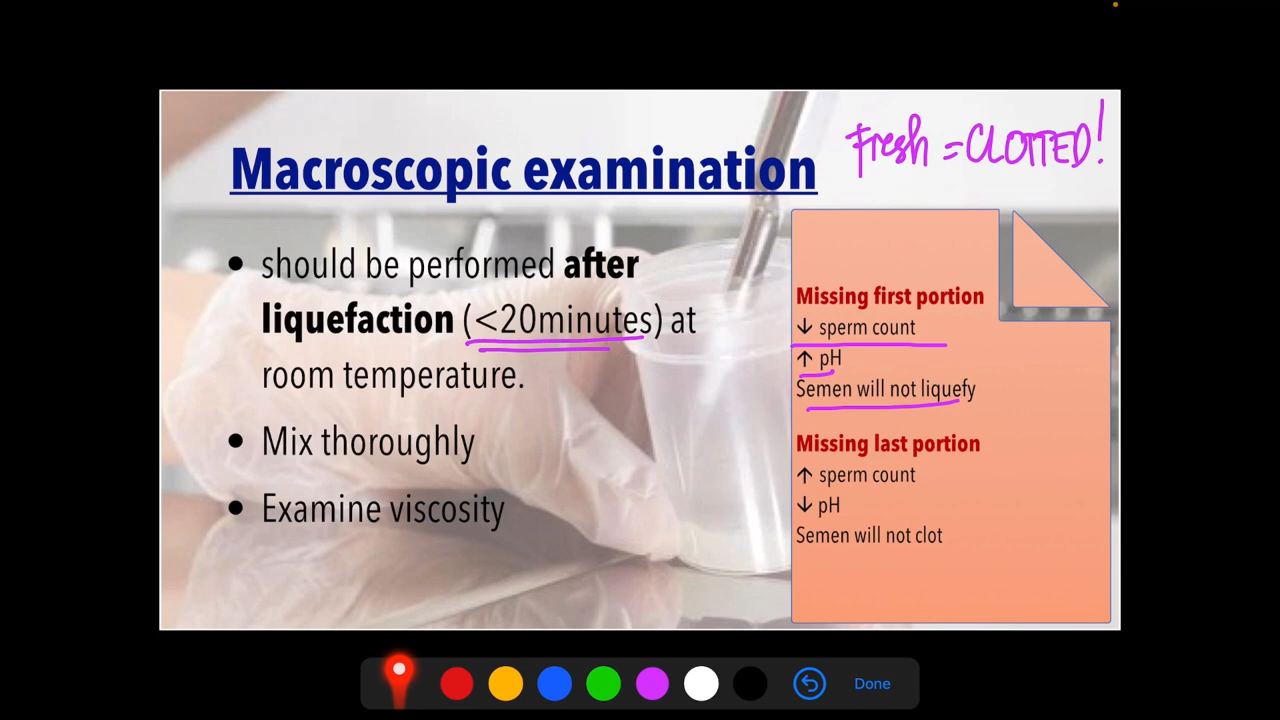 Fresh = CLOTTED!
Macroscopic examination
• should be performed after
liquefaction (<20minutes) at
room temperature.
• Mix thoroughly
• Examine viscosity
Missing first portion
↓ sperm count
↑ pH
Semen will not liquefy
Missing last portion
↑ sperm count
↓ pH
Semen will not clot
Done